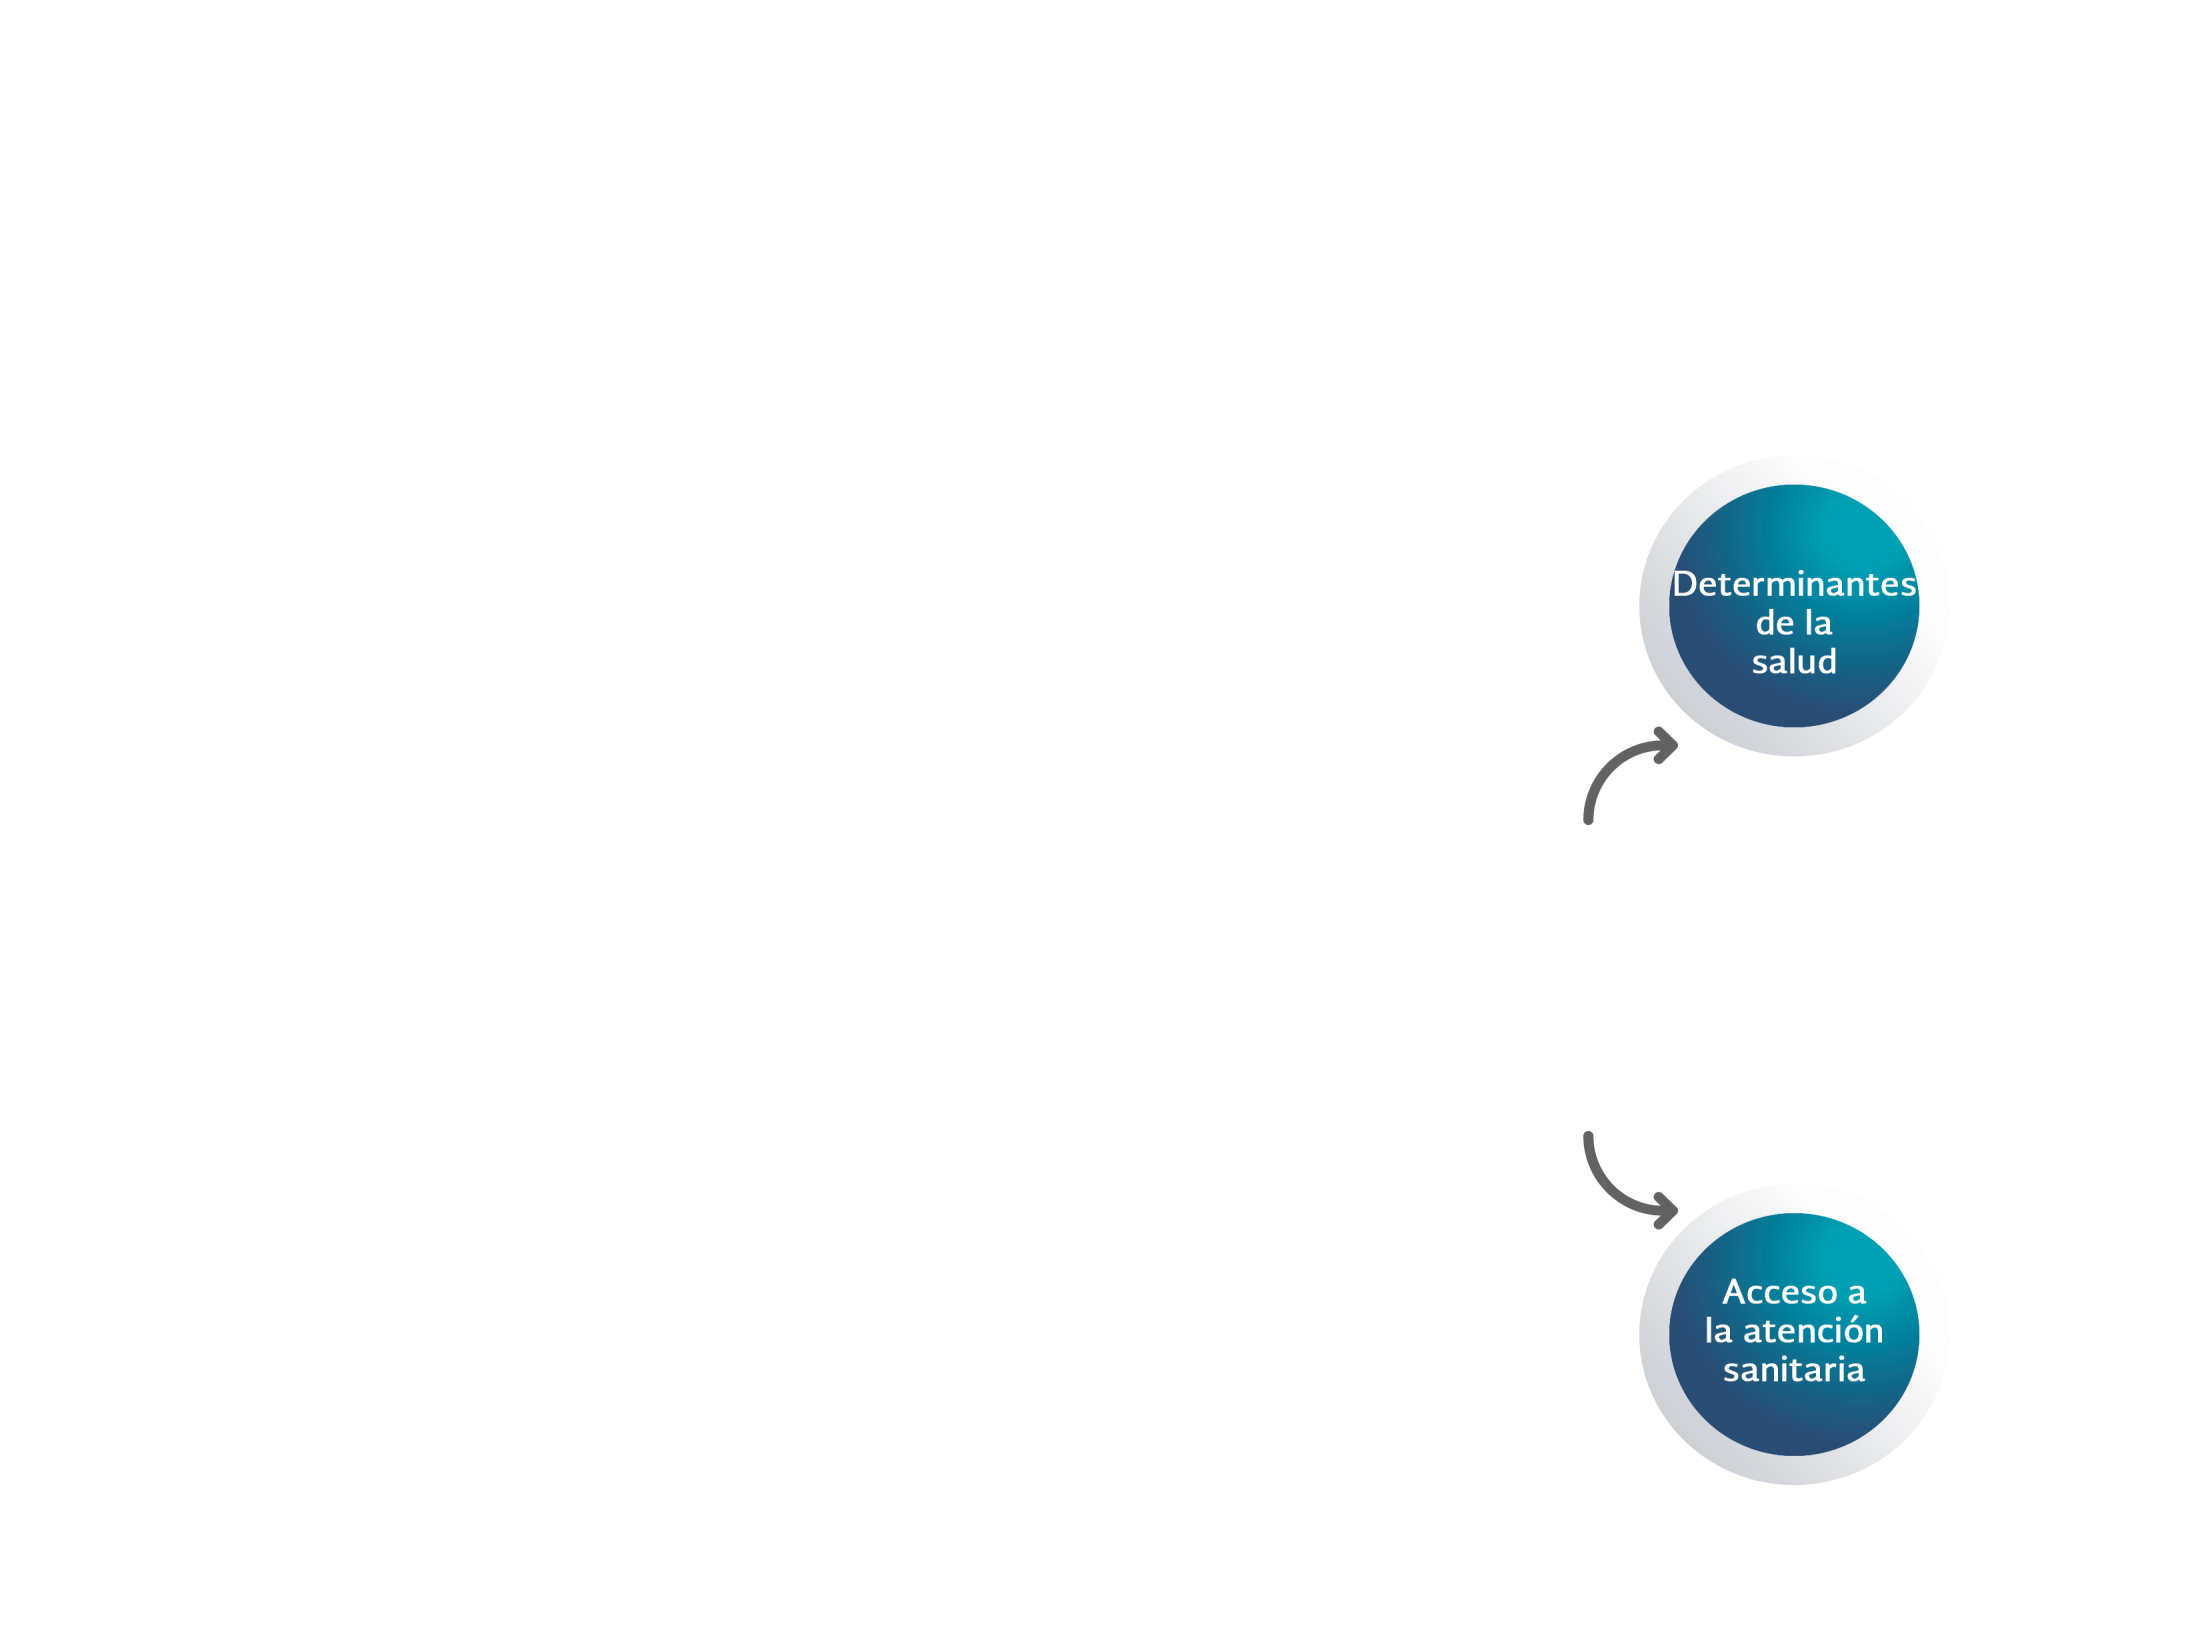 Determinantes
de la
salud
Acceso a
la atención
sanitaria